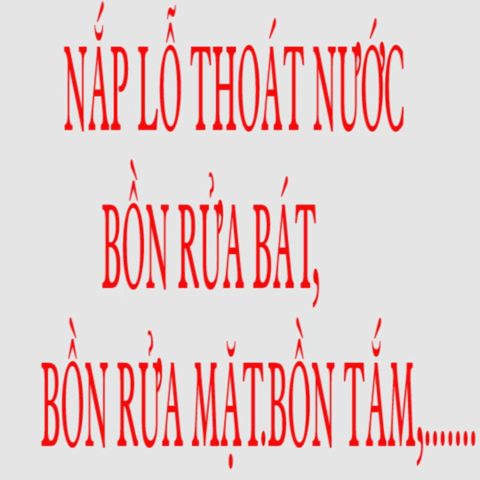 NẮP LỖ THOÁT NƯỚC
BỒN RỬA BÁT,
BỒN RỬA MẶT.BỒN TẮM,.......